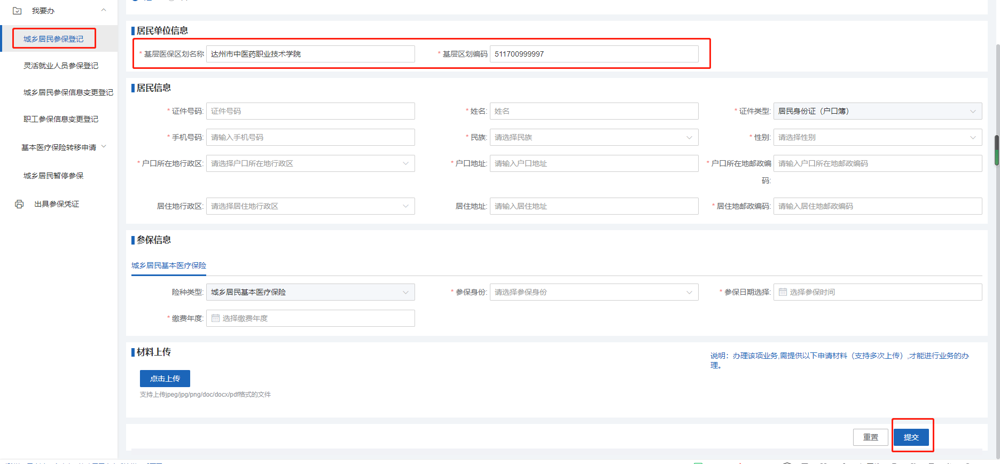 我要办
城乡居民参保登记
灵活就业人员参保登记
城乡居民参保信息变更登记
职工参保信息变更登记
基本医疗保险转移申请
城乡居民暂停参保
出具参保凭证
居民单位信息
* 基层医保区划名称 达州市中医药职业技术学院 * 基层区划编码 511700999997
居民信息
* 证件号码: 证件号码 * 姓名: 姓名 * 证件类型: 居民身份证（户口簿）
* 手机号码: 请输入手机号码 * 民族: 请选择民族 * 性别: 请选择性别
* 户口所在地行政区: 请选择户口所在地行政区 * 户口地址: 请输入户口地址 * 户口所在地邮政编 请输入户口所在地邮政编码
码:
居住地行政区: 请选择居住地行政区 居住地址: 请输入居住地址 * 居住地邮政编码: 请输入居住地邮政编码
参保信息
城乡居民基本医疗保险
险种类型: 城乡居民基本医疗保险 * 参保身份: 请选择参保身份 * 参保日期选择: 选择参保时间
* 缴费年度: 选择缴费年度
材料上传
说明：办理该项业务,需提供以下申请材料（支持多次上传）,才能进行业务的办
理。
点击上传
支持上传jpeg/jpg/png/doc/docx/pdf格式的文件
重置 提交